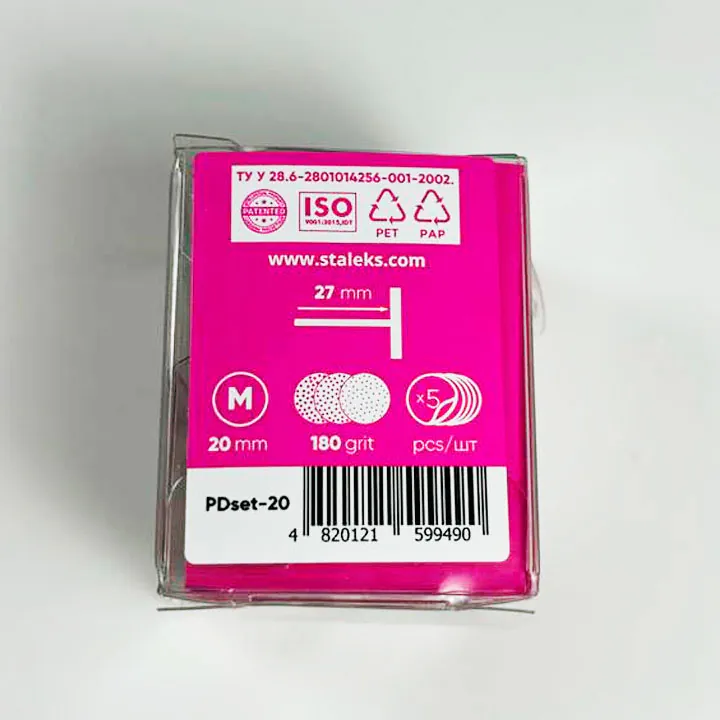 ТУ У 28.6-2801014256-001-2002.
PATENTED
ISO
9001:2015,IDT
PET PAP
www.staleks.com
27 mm
M
x5
20 mm 180 grit pcs/шт
PDset-20
4 820121 599490